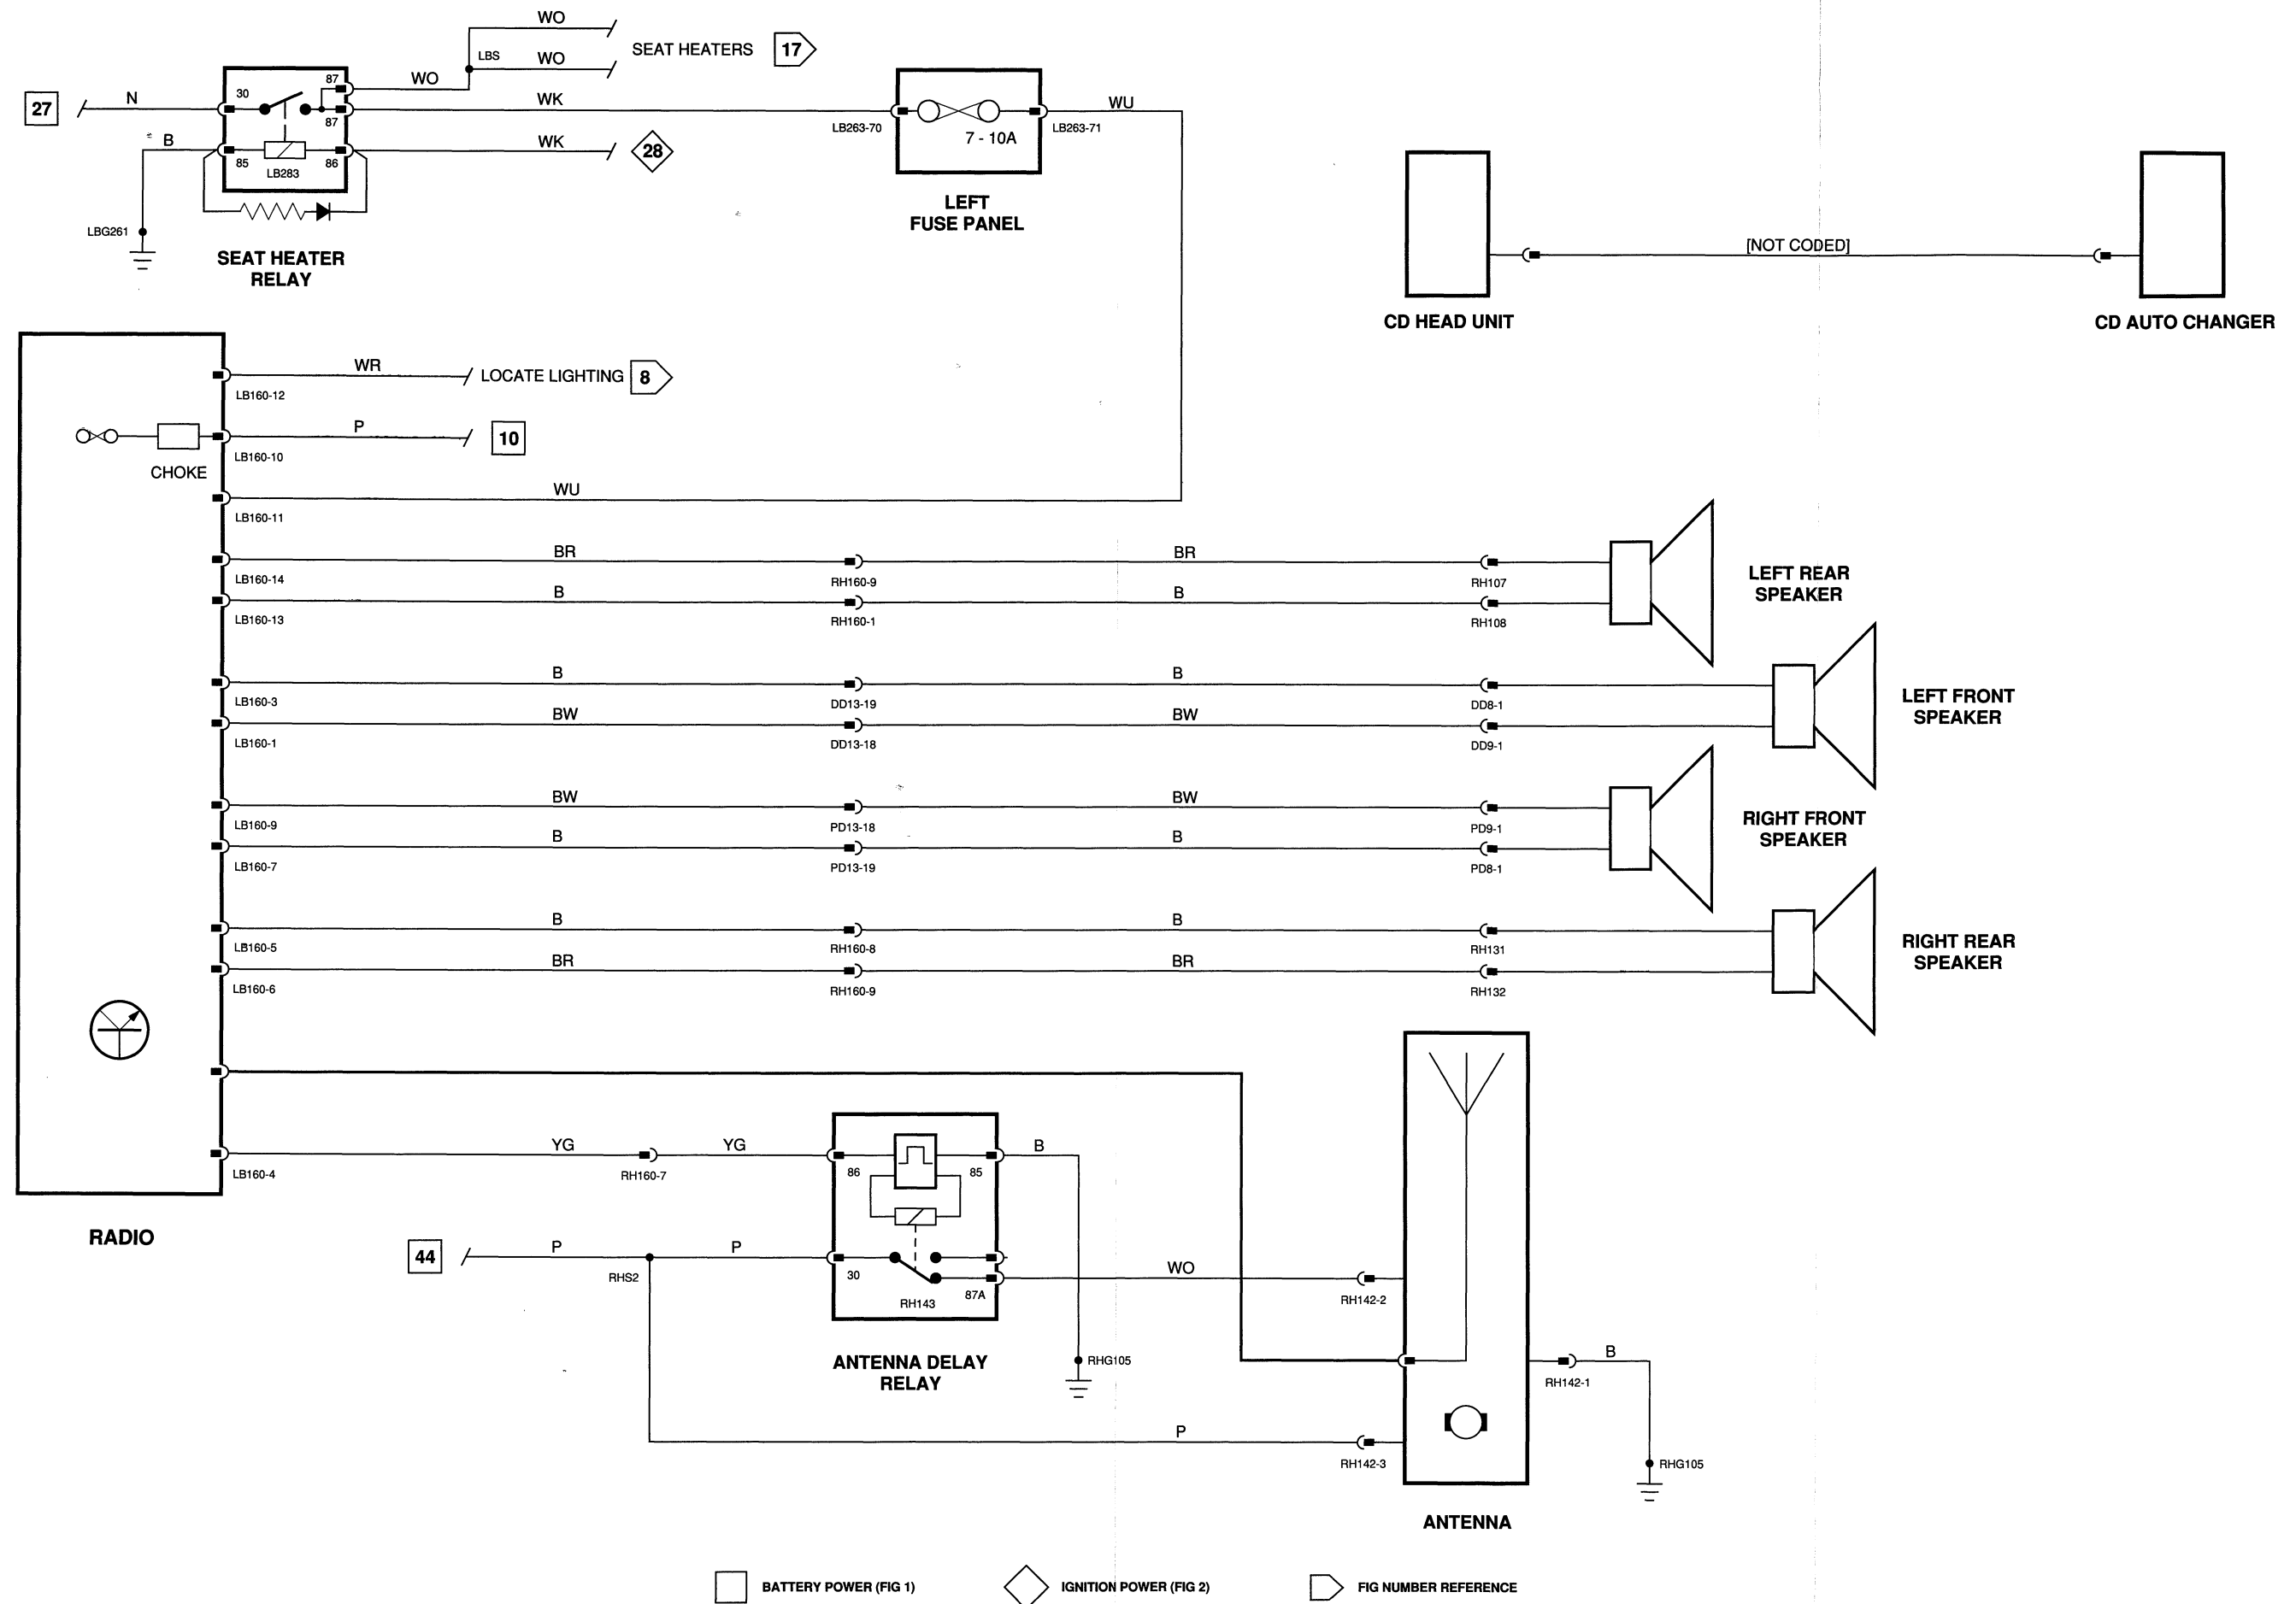 WO
LBS
WO
SEAT HEATERS
17
27
N
30
87
WO
87
WK
LB263-70
7 - 10A
LB263-71
WU
B
85
86
LB283
WK
28
LBG261
SEAT HEATER
RELAY
LEFT
FUSE PANEL
[NOT CODED]
CD HEAD UNIT
CD AUTO CHANGER
WR
LOCATE LIGHTING
8
LB160-12
P
10
LB160-10
CHOKE
WU
LB160-11
BR
BR
LB160-14
RH160-9
RH107
B
B
LB160-13
RH160-1
RH108
LEFT REAR
SPEAKER
B
B
LB160-3
DD13-19
DD8-1
BW
BW
LB160-1
DD13-18
DD9-1
LEFT FRONT
SPEAKER
BW
BW
LB160-9
PD13-18
PD9-1
B
B
LB160-7
PD13-19
PD8-1
RIGHT FRONT
SPEAKER
B
B
LB160-5
RH160-8
RH131
BR
BR
LB160-6
RH160-9
RH132
RIGHT REAR
SPEAKER
YG
YG
B
LB160-4
RH160-7
86
85
RADIO
44
P
P
RHS2
30
87A
RH143
WO
RH142-2
ANTENNA DELAY
RELAY
RHG105
B
RH142-1
P
RH142-3
RHG105
ANTENNA
BATTERY POWER (FIG 1)
IGNITION POWER (FIG 2)
FIG NUMBER REFERENCE